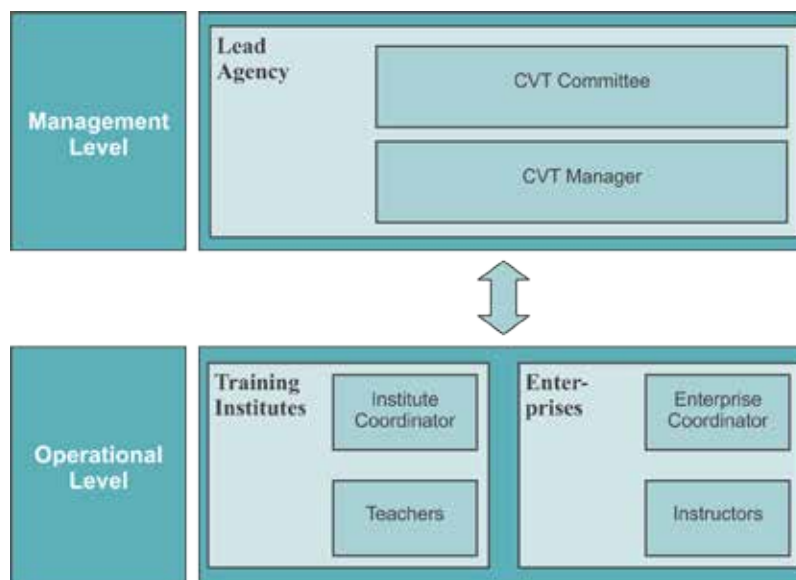 Management
Level
Lead
Agency
CVT Committee
CVT Manager
Operational
Level
Training
Institutes
Institute
Coordinator
Teachers
Enter-
prises
Enterprise
Coordinator
Instructors